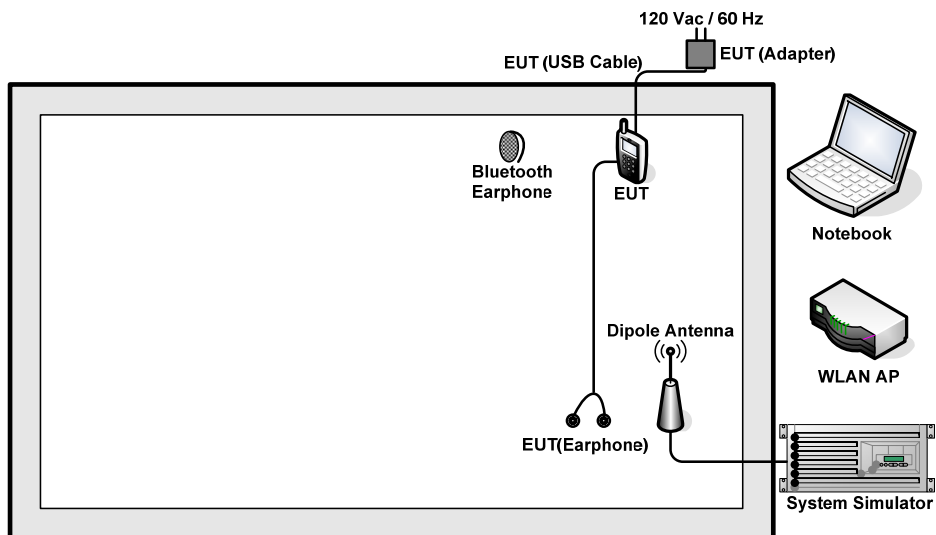 120 Vac / 60 Hz
EUT (USB Cable)
EUT (Adapter)
Bluetooth
Earphone
EUT
Notebook
Dipole Antenna
WLAN AP
EUT(Earphone)
System Simulator